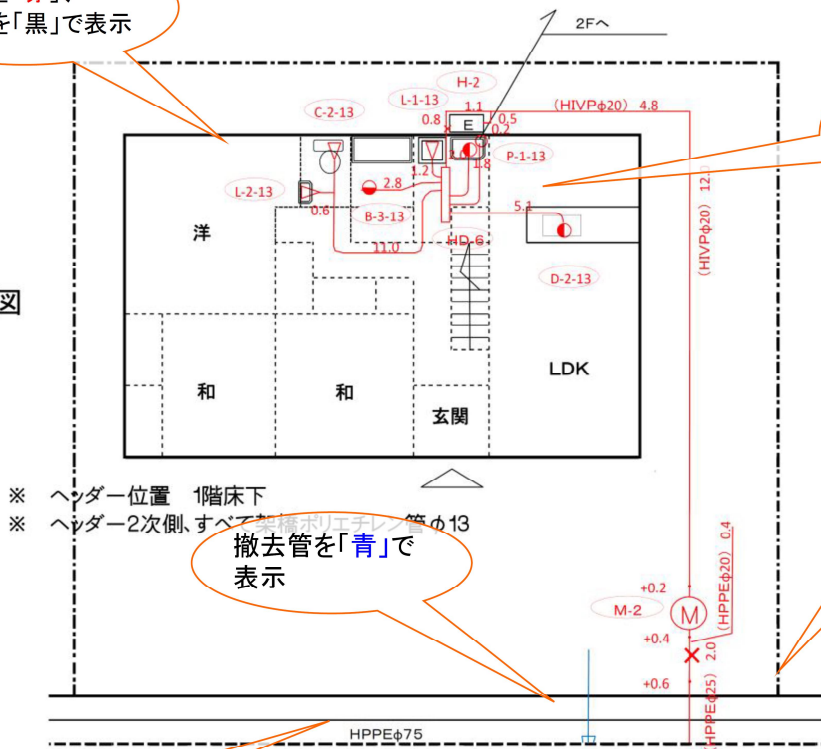 を「黒」で表示
2Fへ
H-2
L-1-13
C-2-13
1.1
(HIVPφ20) 4.8
0.8
E
0.5
0.2
P-1-13
1.8
1.2
L-2-13
2.8
0.6
B-3-13
5.1
(HIVPφ20)
洋
11.0
HD-6
D-2-13
図
LDK
和
和
玄関
※ ヘッダー位置 1階床下
※ ヘッダー2次側、すべて架橋ポリエチレン管φ13
撤去管を「青」で
表示
+0.2
M-2
M
(HPPEφ20) 0.4
+0.4
2.0
+0.6
(HPPEφ25)
HPPEφ75